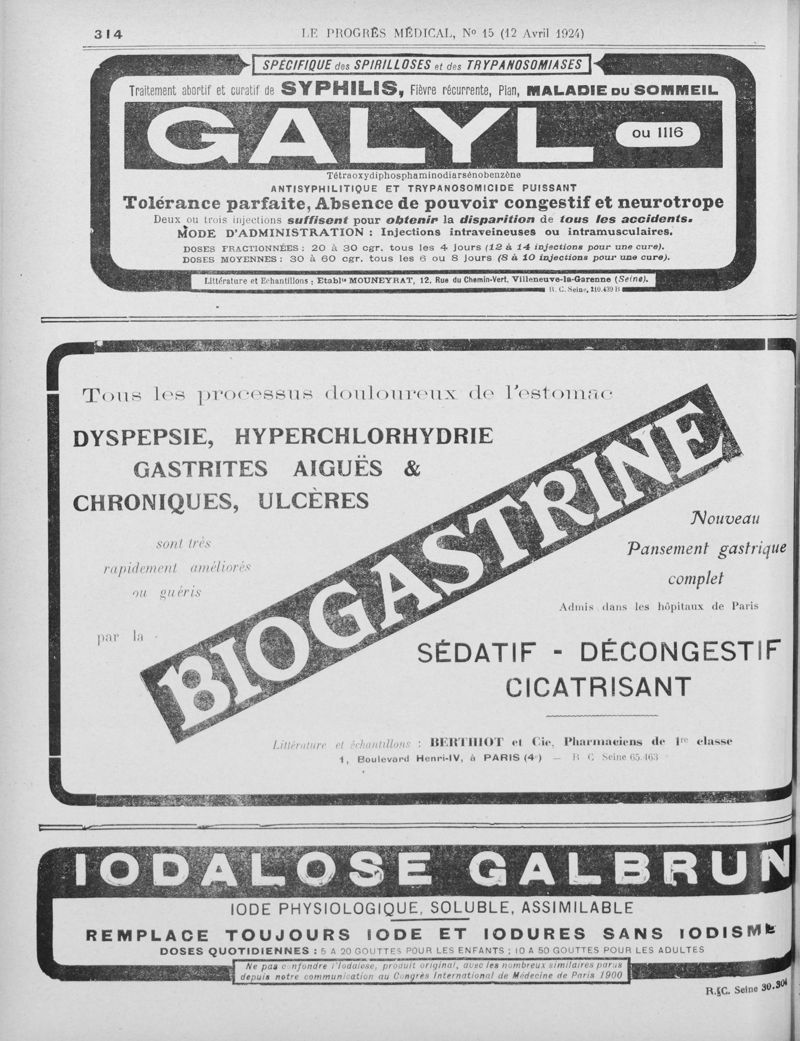 314
LE PROGRÈS MÉDICAL, No 15 (12 Avril 1924)
SPÉCIFIQUE des SPIRILLOSES et des TRYPANOSOMIASES
Traitement abortif et curatif de SYPHILIS, Fièvre récurrente, Pian, MALADIE DU SOMMEIL
GALYL ou 1116
Tétraoxydiphosphaminodiarsénobenzène
ANTISYPHILITIQUE ET TRYPANOSOMICIDE PUISSANT
Tolérance parfaite, Absence de pouvoir congestif et neurotrope
Deux ou trois injections suffisent pour obtenir la disparition de tous les accidents.
MODE D'ADMINISTRATION : Injections intraveineuses ou intramusculaires.
DOSES FRACTIONNÉES : 20 à 30 cgr. tous les 4 jours (12 à 14 injections pour une cure).
DOSES MOYENNES : 30 à 60 cgr. tous les 6 ou 8 jours (8 à 10 injections pour une cure).
Littérature et Echantillons : Etablts MOUNEYRAT, 12, Rue du Chemin-Vert, Villeneuve-la-Garenne (Seine).
R. C. Seine, 210.439 B
Tous les processus douloureux de l'estomac
DYSPEPSIE, HYPERCHLORHYDRIE
GASTRITES AIGUËS &
CHRONIQUES, ULCÈRES
sont très
rapidement améliorés
ou guéris
par la
BIOGASTRINE
Nouveau
Pansement gastrique
complet
Admis dans les hôpitaux de Paris
SÉDATIF - DÉCONGESTIF
CICATRISANT
Littérature et échantillons : BERTHIOT et Cie, Pharmaciens de 1re classe
1, Boulevard Henri-IV, à PARIS (4e) — R C Seine 65.463
IODALOSE GALBRUN
IODE PHYSIOLOGIQUE, SOLUBLE, ASSIMILABLE
REMPLACE TOUJOURS IODE ET IODURES SANS IODISME
DOSES QUOTIDIENNES : 5 A 20 GOUTTES POUR LES ENFANTS ; 10 A 50 GOUTTES POUR LES ADULTES
Ne pas confondre l'Iodalose, produit original, avec les nombreux similaires parus
depuis notre communication au Congrès International de Médecine de Paris 1900
R. C. Seine 30.304